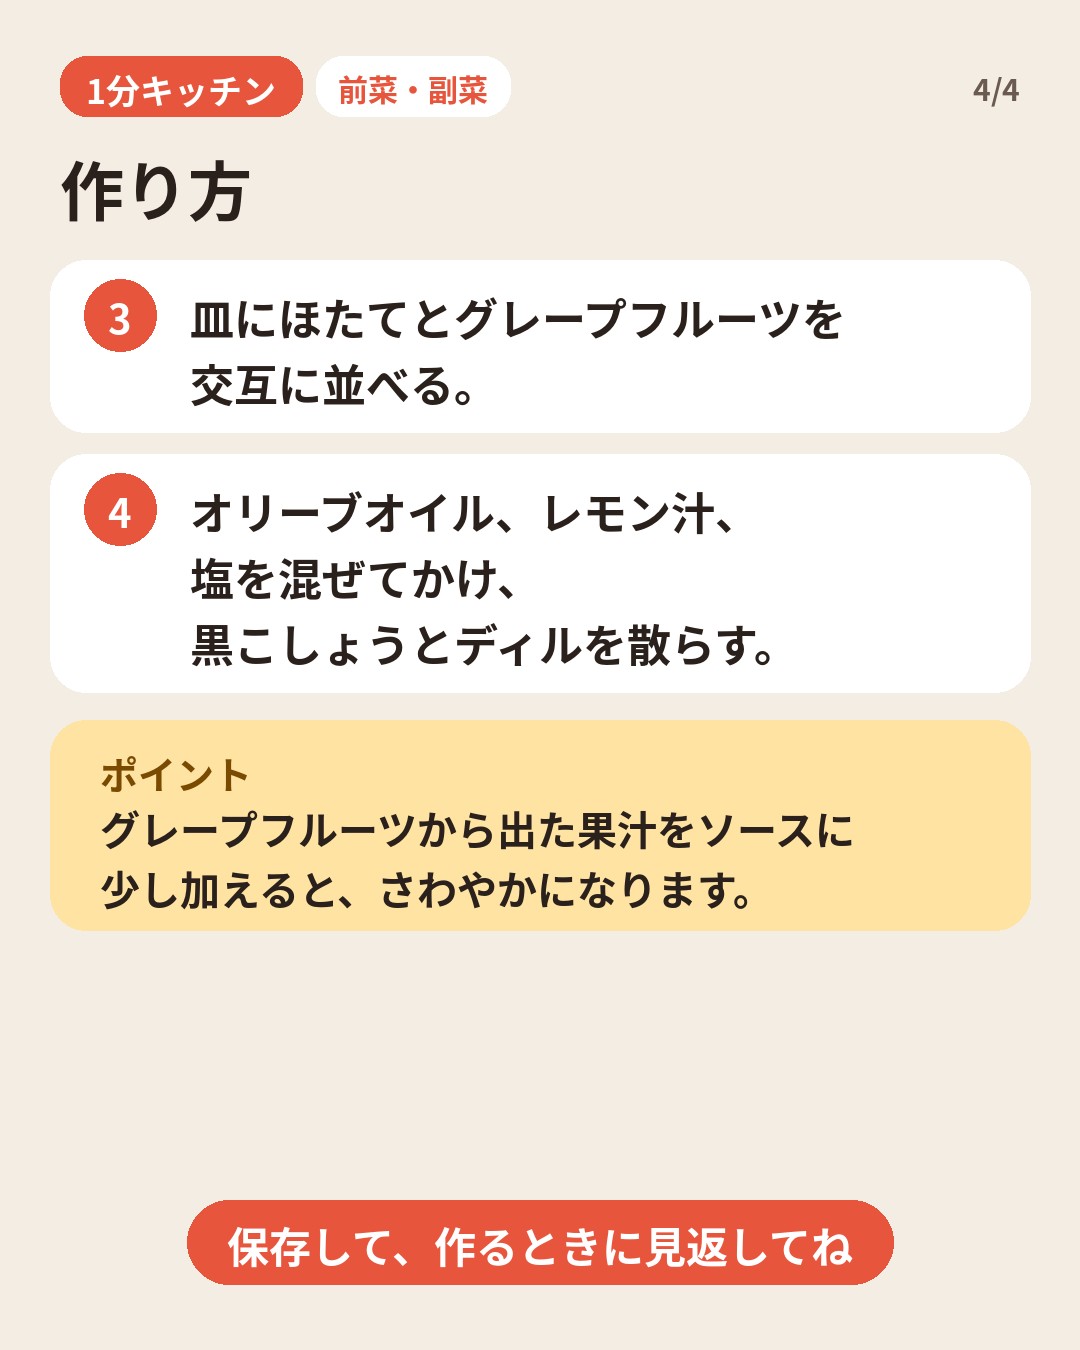 1分キッチン
前菜・副菜
4/4
作り方
3
皿にほたてとグレープフルーツを
交互に並べる。
4
オリーブオイル、レモン汁、
塩を混ぜてかけ、
黒こしょうとディルを散らす。
ポイント
グレープフルーツから出た果汁をソースに
少し加えると、さわやかになります。
保存して、作るときに見返してね